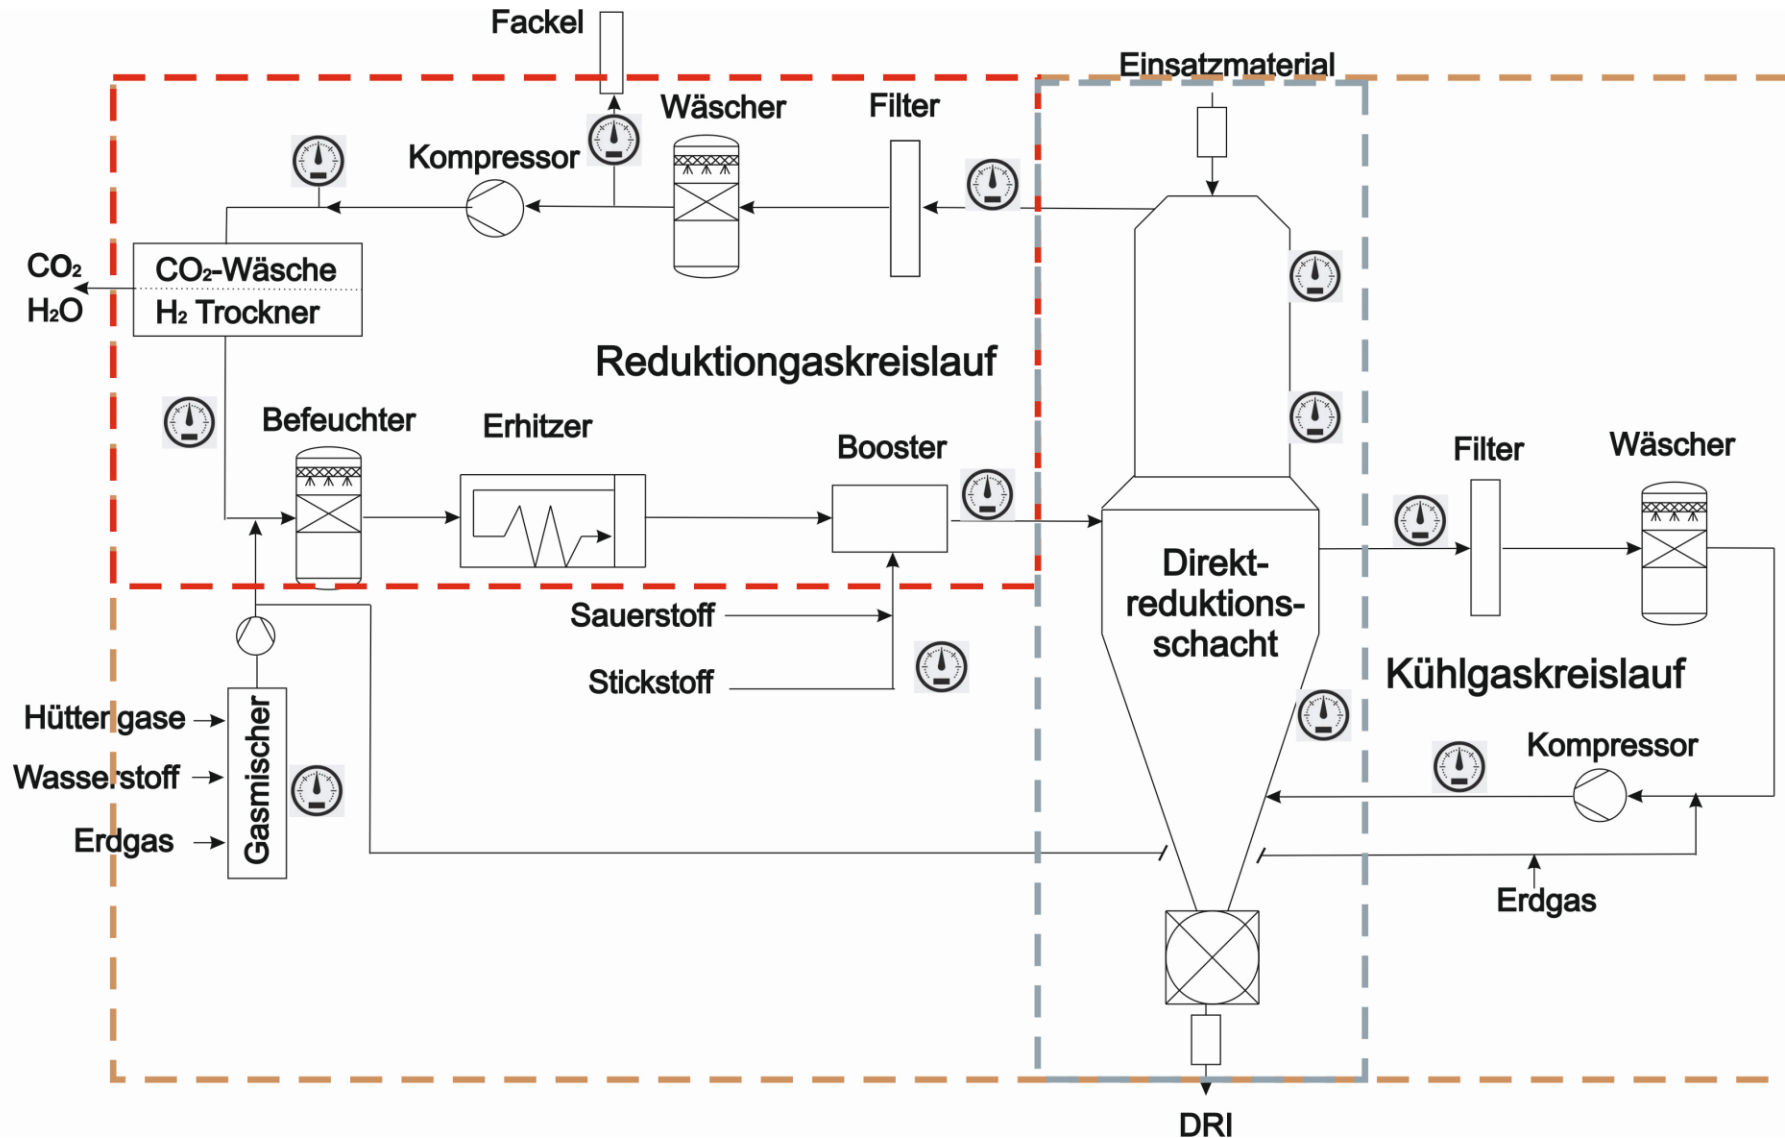 Fackel
Einsatzmaterial
Wäscher
Filter
Kompressor
CO₂
H₂O
CO₂-Wäsche
H₂ Trockner
Reduktiongaskreislauf
Befeuchter
Erhitzer
Booster
Filter
Wäscher
Direkt-
reduktions-
schacht
Sauerstoff
Stickstoff
Kühlgaskreislauf
Hüttengase
Wasserstoff
Erdgas
Gasmischer
Kompressor
Erdgas
DRI